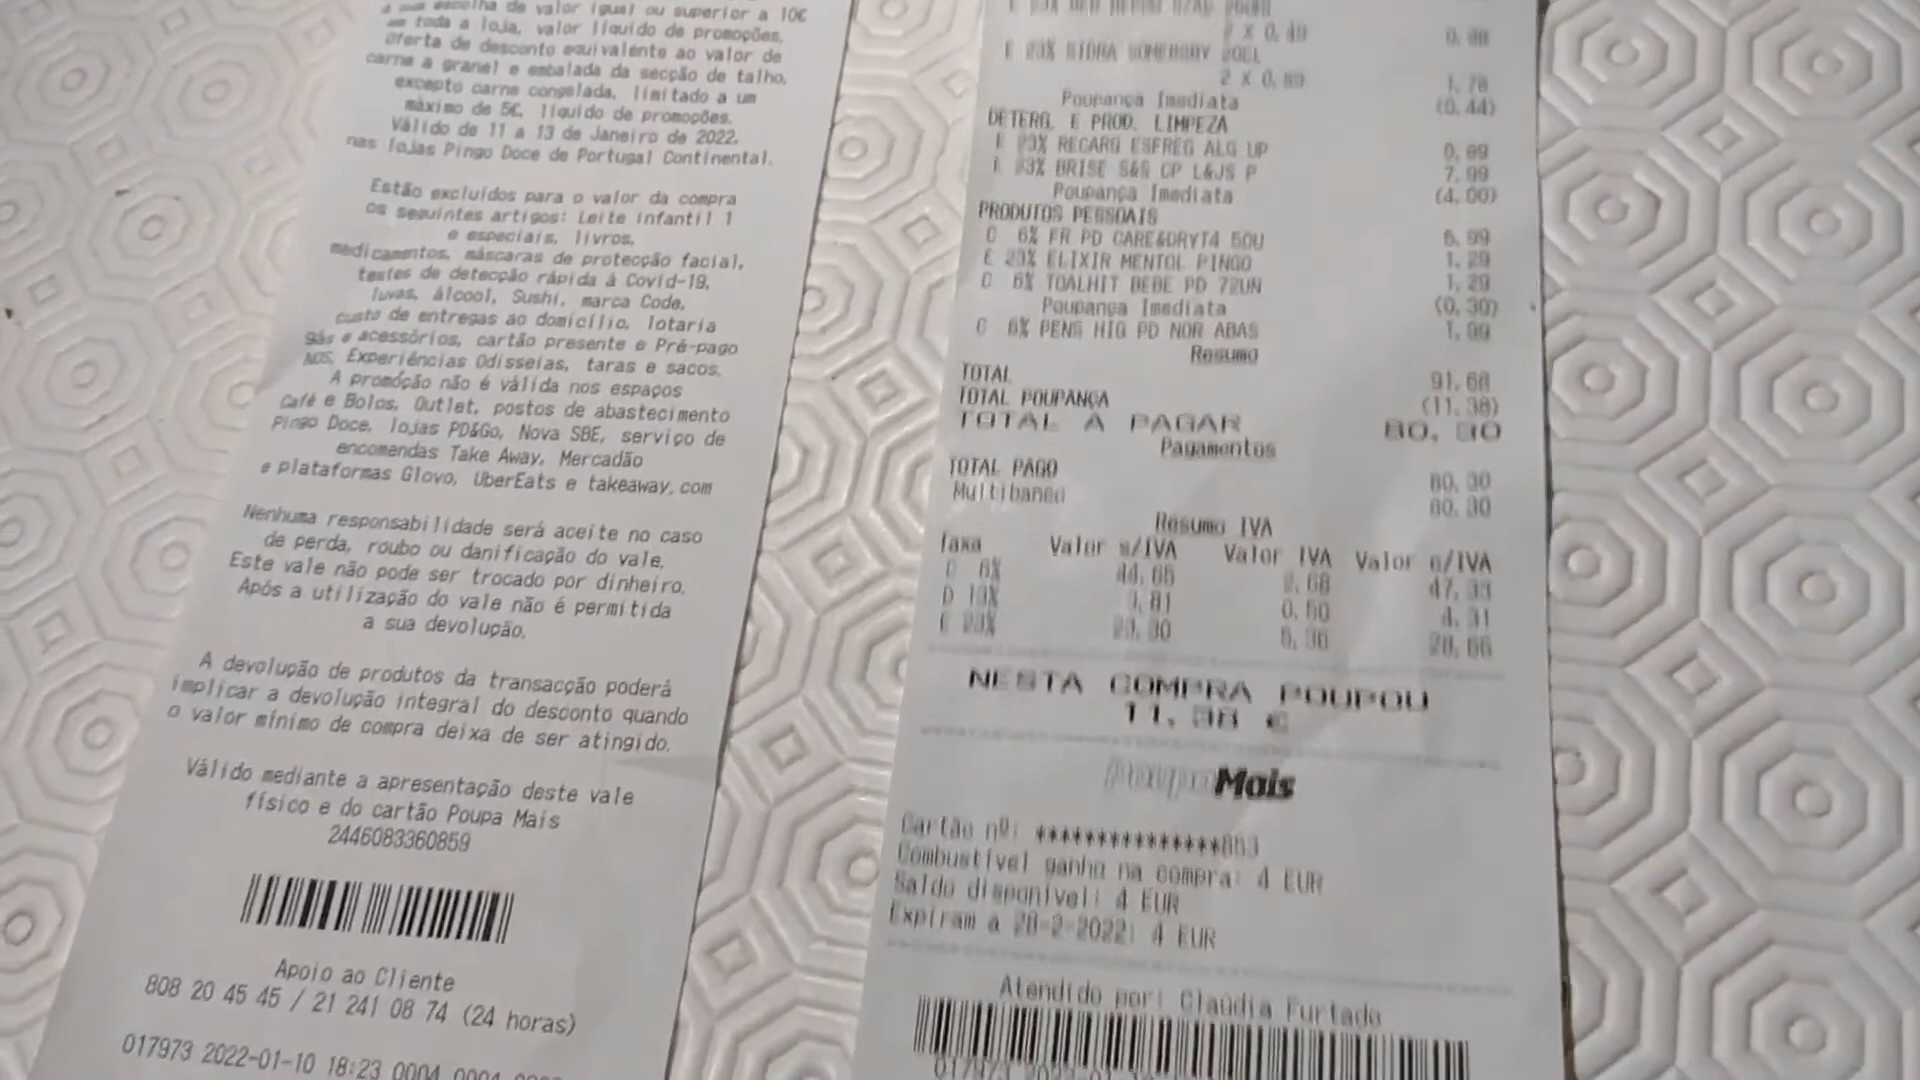 a sua escolha de valor igual ou superior a 10€
em toda a loja, valor líquido de promoções.
Oferta de desconto equivalente ao valor de
carne a granel e embalada da secção de talho,
excepto carne congelada, limitado a um
máximo de 5€, líquido de promoções.
Válido de 11 a 13 de Janeiro de 2022,
nas lojas Pingo Doce de Portugal Continental.
Estão excluídos para o valor da compra
os seguintes artigos: Leite infantil 1
e especiais, livros,
medicamentos, máscaras de protecção facial,
testes de detecção rápida à Covid-19,
luvas, álcool, Sushi, marca Code,
custo de entregas ao domicílio, lotaria
gás e acessórios, cartão presente e Pré-pago
NOS, Experiências Odisseias, taras e sacos.
A promoção não é válida nos espaços
Café e Bolos, Outlet, postos de abastecimento
Pingo Doce, lojas PD&Go, Nova SBE, serviço de
encomendas Take Away, Mercadão
e plataformas Glovo, UberEats e takeaway.com
Nenhuma responsabilidade será aceite no caso
de perda, roubo ou danificação do vale.
Este vale não pode ser trocado por dinheiro.
Após a utilização do vale não é permitida
a sua devolução.
A devolução de produtos da transacção poderá
implicar a devolução integral do desconto quando
o valor mínimo de compra deixa de ser atingido.
Válido mediante a apresentação deste vale
físico e do cartão Poupa Mais
2446083360859
Apoio ao Cliente
808 20 45 45 / 21 241 08 74 (24 horas)
017973 2022-01-10 18:23 0004 0004
2 X 0,49
E 23% SIDRA SOMERSBY 20CL
2 X 0,89 1,78
Poupança Imediata (0,44)
DETERG. E PROD. LIMPEZA
E 23% RECARG ESFREG ALG UP 0,89
E 23% BRISE S&S CP L&JS P 7,99
Poupança Imediata (4,00)
PRODUTOS PESSOAIS
C 6% FR PD CARE&DRYT4 50U 6,99
E 23% ELIXIR MENTOL PINGO 1,29
C 6% TOALHIT BEBE PD 72UN 1,29
Poupança Imediata (0,30)
C 6% PENS HIG PD NOR ABAS 1,99
Resumo
TOTAL 91,68
TOTAL POUPANÇA (11,38)
TOTAL A PAGAR 80,30
Pagamentos
TOTAL PAGO 80,30
Multibanco 80,30
Resumo IVA
Taxa Valor s/IVA Valor IVA Valor c/IVA
C 6% 44,65 2,68 47,33
D 13% 3,81 0,50 4,31
E 23% 23,30 5,36 28,66
NESTA COMPRA POUPOU
11,38 €
poupaMais
Cartão nº: ***************853
Combustível ganho na compra: 4 EUR
Saldo disponível: 4 EUR
Expiram a 28-2-2022: 4 EUR
Atendido por: Claúdia Furtado